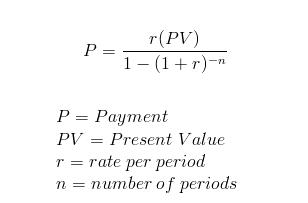 P = r(PV) / 1 − (1 + r)⁻ⁿ
P = Payment
PV = Present Value
r = rate per period
n = number of periods